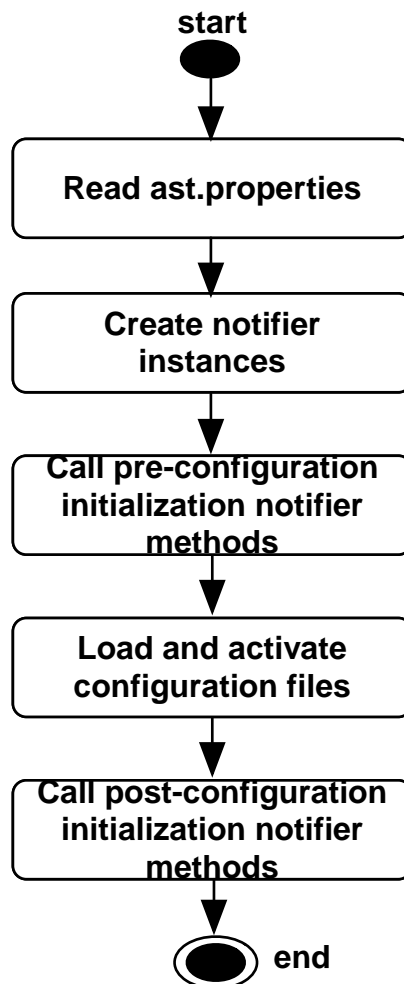 start
Read ast.properties
Create notifier
instances
Call pre-configuration
initialization notifier
methods
Load and activate
configuration files
Call post-configuration
initialization notifier
methods
end